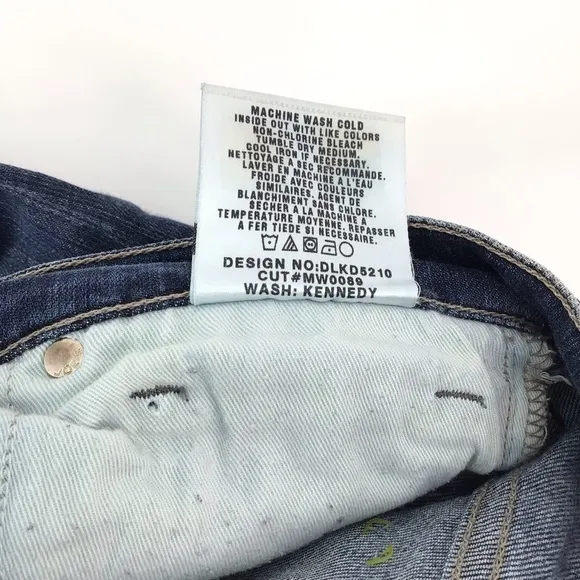 MACHINE WASH COLD
INSIDE OUT WITH LIKE COLORS
NON-CHLORINE BLEACH
TUMBLE DRY MEDIUM.
COOL IRON IF NECESSARY.
NETTOYAGE A SEC RECOMMANDE.
LAVER EN MACHINE A L'EAU
FROIDE AVEC COULEURS
SIMILAIRES. AGENT DE
BLANCHIMENT SANS CHLORE.
SECHER A LA MACHINE A
TEMPERATURE MOYENNE. REPASSER
A FER TIEDE SI NECESSAIRE.
DESIGN NO:DLKD5210
CUT#MW0089
WASH: KENNEDY